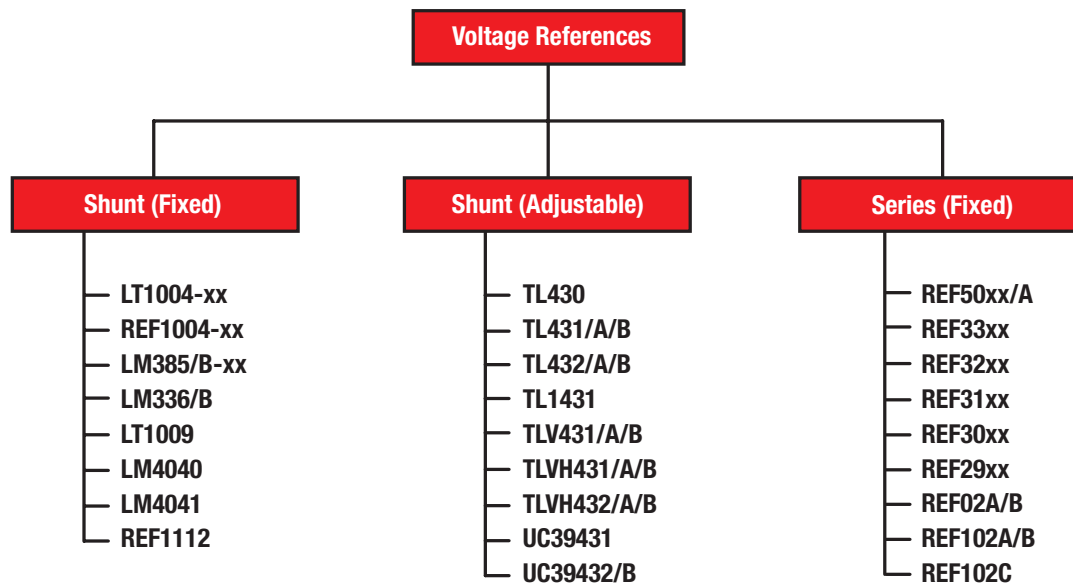 Voltage References
Shunt (Fixed)
LT1004-xx
REF1004-xx
LM385/B-xx
LM336/B
LT1009
LM4040
LM4041
REF1112
Shunt (Adjustable)
TL430
TL431/A/B
TL432/A/B
TL1431
TLV431/A/B
TLVH431/A/B
TLVH432/A/B
UC39431
UC39432/B
Series (Fixed)
REF50xx/A
REF33xx
REF32xx
REF31xx
REF30xx
REF29xx
REF02A/B
REF102A/B
REF102C